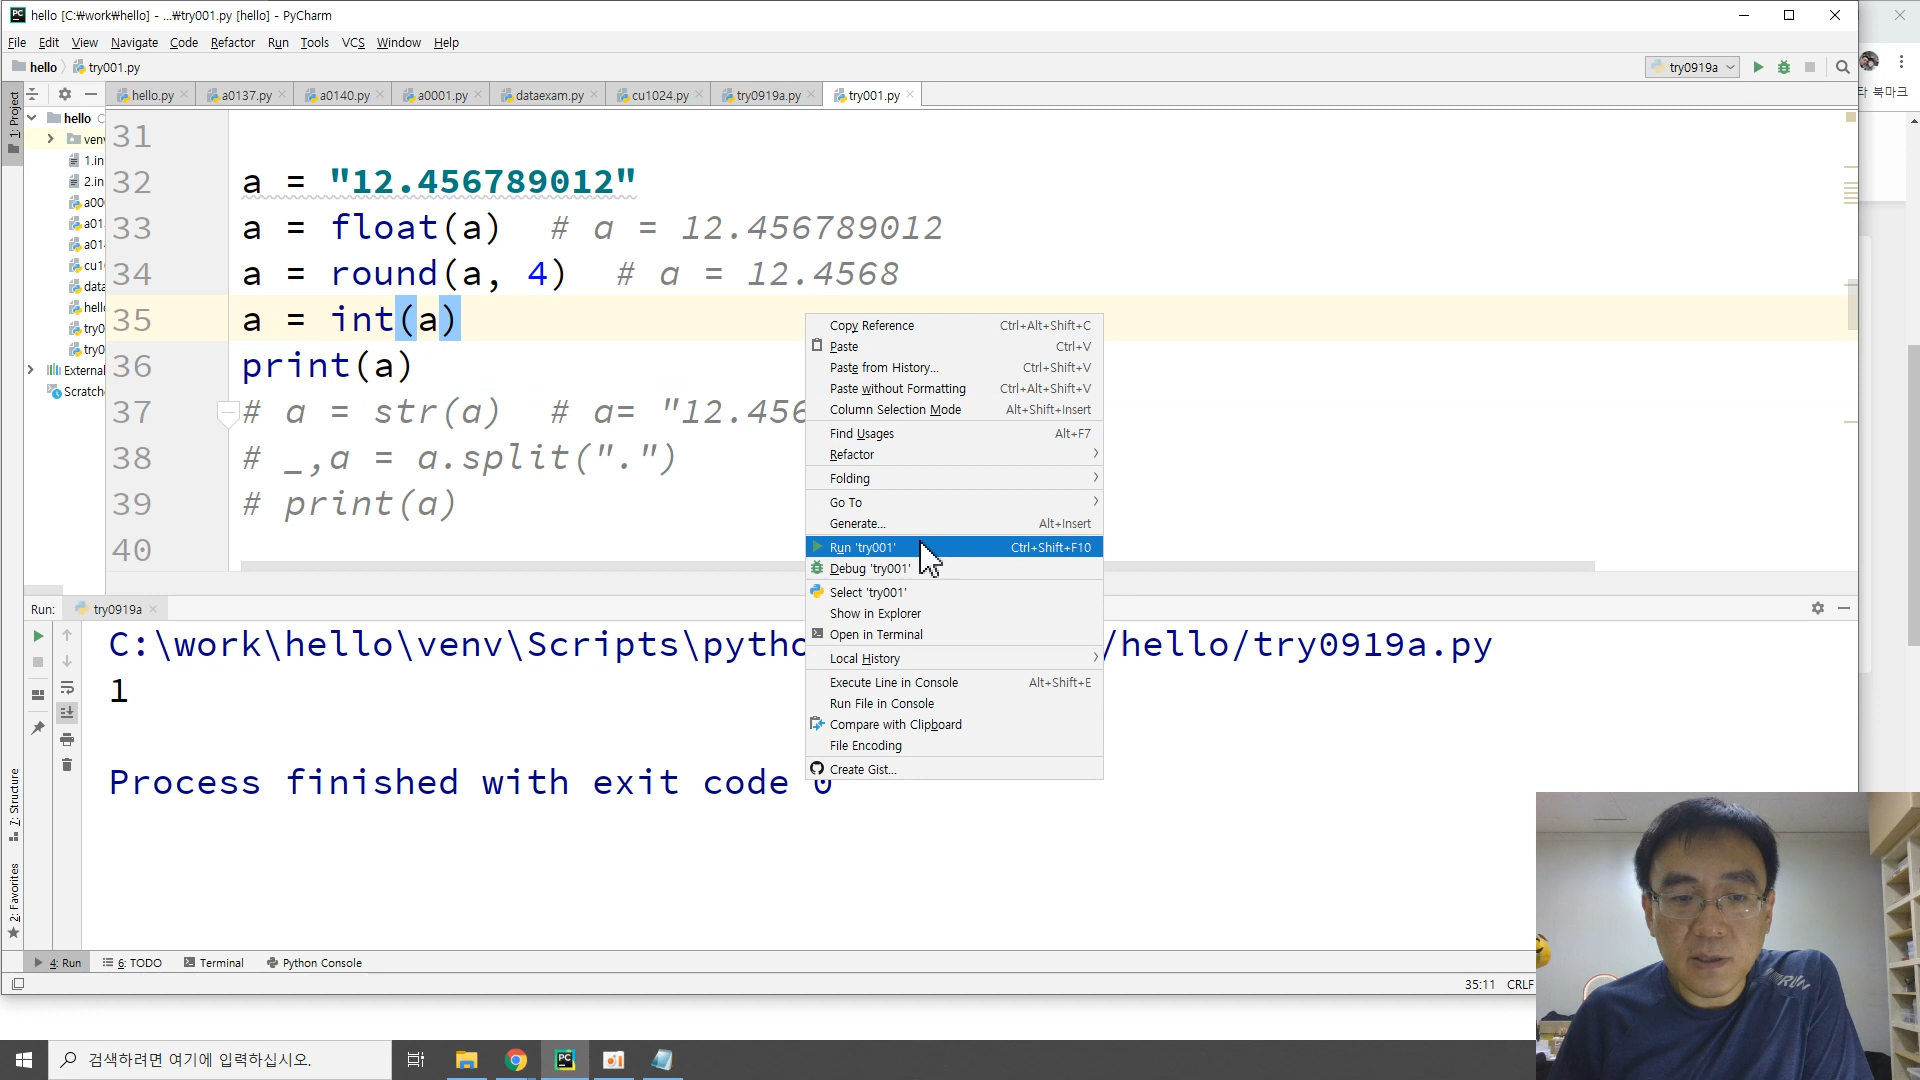 hello [C:₩work₩hello] - ...₩try001.py [hello] - PyCharm
File Edit View Navigate Code Refactor Run Tools VCS Window Help
hello try001.py
try0919a
북마크
1: Project
hello.py a0137.py a0140.py a0001.py dataexam.py cu1024.py try0919a.py try001.py
hello C
ven
1.in
2.in
a00
a01
a01
cu1
data
hell
try0
try0
External
Scratch
31
32 a = "12.456789012"
33 a = float(a) # a = 12.456789012
34 a = round(a, 4) # a = 12.4568
35 a = int(a)
36 print(a)
37 # a = str(a) # a= "12.456
38 # _,a = a.split(".")
39 # print(a)
40
Copy Reference Ctrl+Alt+Shift+C
Paste Ctrl+V
Paste from History... Ctrl+Shift+V
Paste without Formatting Ctrl+Alt+Shift+V
Column Selection Mode Alt+Shift+Insert
Find Usages Alt+F7
Refactor
Folding
Go To
Generate... Alt+Insert
Run 'try001' Ctrl+Shift+F10
Debug 'try001'
Select 'try001'
Show in Explorer
Open in Terminal
Local History
Execute Line in Console Alt+Shift+E
Run File in Console
Compare with Clipboard
File Encoding
Create Gist...
Run: try0919a
C:\work\hello\venv\Scripts\pytho /hello/try0919a.py
1
Process finished with exit code 0
7: Structure
2: Favorites
4: Run 6: TODO Terminal Python Console
35:11 CRLF
검색하려면 여기에 입력하십시오.